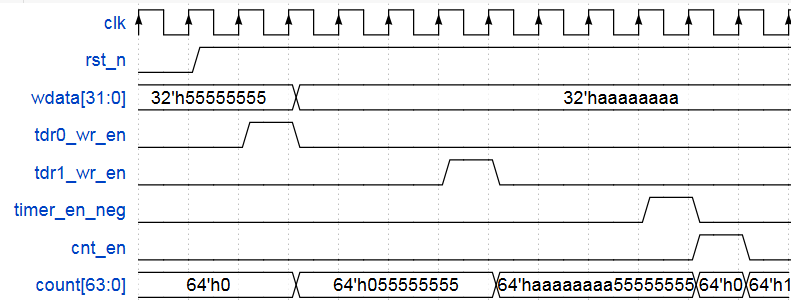 clk
rst_n
wdata[31:0] 32'h55555555 32'haaaaaaaa
tdr0_wr_en
tdr1_wr_en
timer_en_neg
cnt_en
count[63:0] 64'h0 64'h055555555 64'haaaaaaaa55555555 64'h0 64'h1